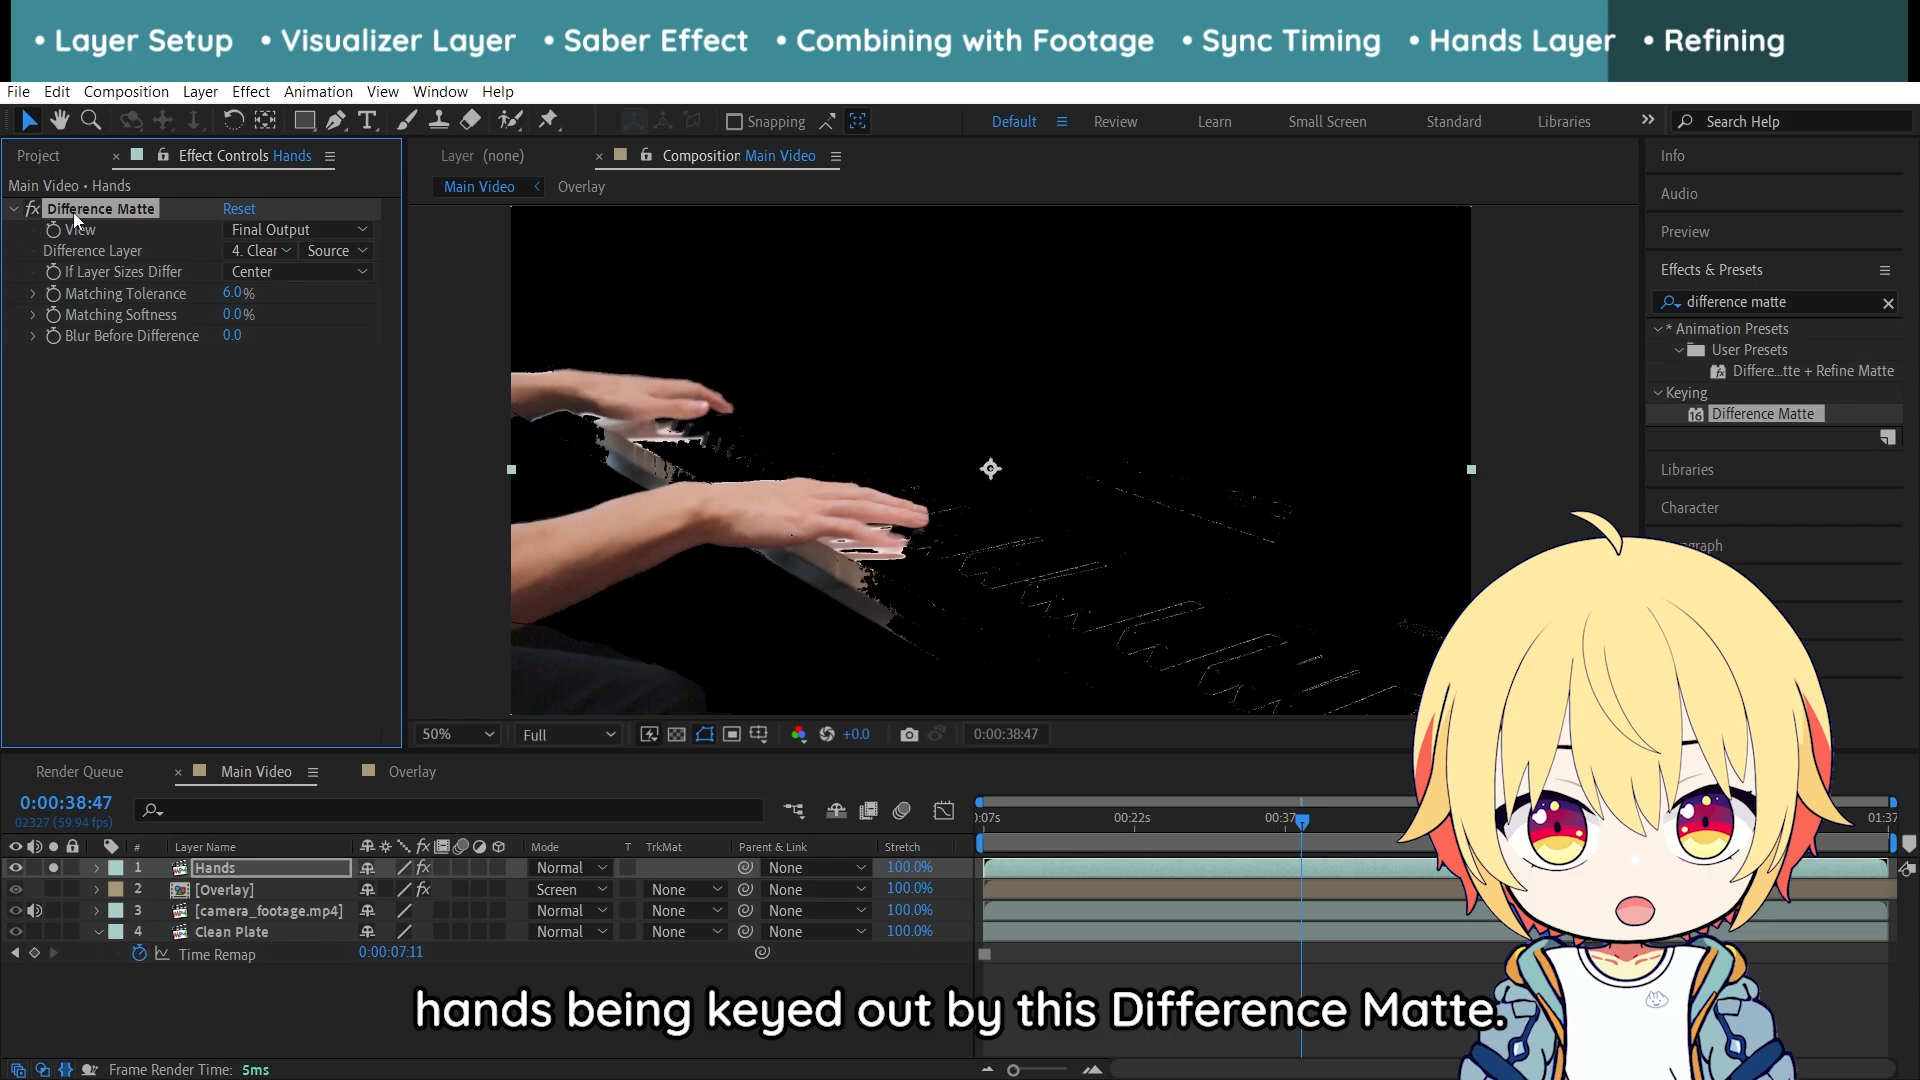 • Layer Setup • Visualizer Layer • Saber Effect • Combining with Footage • Sync Timing • Hands Layer • Refining
File Edit Composition Layer Effect Animation View Window Help
Snapping Default Review Learn Small Screen Standard Libraries Search Help
Project Effect Controls Hands
Main Video • Hands
fx Difference Matte Reset
View Final Output
Difference Layer 4. Clear Source
If Layer Sizes Differ Center
Matching Tolerance 6.0%
Matching Softness 0.0%
Blur Before Difference 0.0
Layer (none) Composition Main Video
Main Video Overlay
50% Full +0.0 0:00:38:47
Info
Audio
Preview
Effects & Presets
difference matte
* Animation Presets
User Presets
Differe...tte + Refine Matte
Keying
16 Difference Matte
Libraries
Character
agraph
Render Queue Main Video Overlay
0:00:38:47
02327 (59.94 fps)
0:07s 00:22s 00:37 01:37
# Layer Name fx Mode T TrkMat Parent & Link Stretch
1 Hands fx Normal None 100.0%
2 [Overlay] fx Screen None None 100.0%
3 [camera_footage.mp4] Normal None None 100.0%
4 Clean Plate Normal None None 100.0%
Time Remap 0:00:07:11
hands being keyed out by this Difference Matte.
Frame Render Time: 5ms